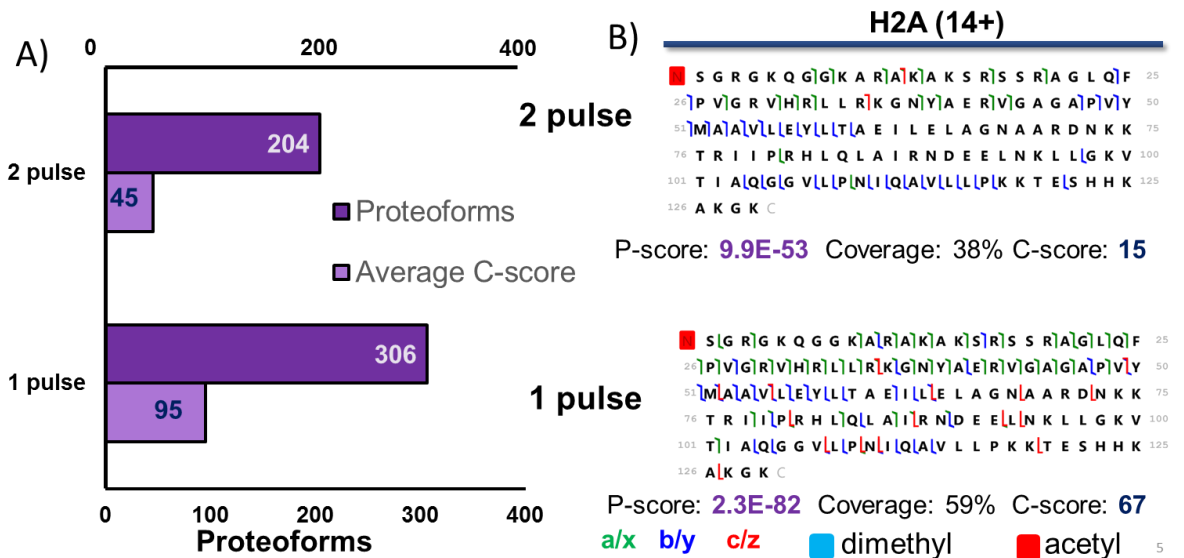 A)
0 200 400
2 pulse
204
45
Proteoforms
Average C-score
1 pulse
306
95
0 100 200 300 400
Proteoforms
B)
H2A (14+)
2 pulse
N S G R G K Q G G K A R A K A K S R S S R A G L Q F 25
26 P V G R V H R L L R K G N Y A E R V G A G A P V Y 50
51 M A A V L E Y L T A E I L E L A G N A A R D N K K 75
76 T R I I P R H L Q L A I R N D E E L N K L L G K V 100
101 T I A Q G G V L P N I Q A V L L P K K T E S H H K 125
126 A K G K C
P-score: 9.9E-53 Coverage: 38% C-score: 15
1 pulse
N S G R G K Q G G K A R A K A K S R S S R A G L Q F 25
26 P V G R V H R L L R K G N Y A E R V G A G A P V Y 50
51 M A A V L E Y L T A E I L E L A G N A A R D N K K 75
76 T R I I P R H L Q L A I R N D E E L N K L L G K V 100
101 T I A Q G G V L P N I Q A V L L P K K T E S H H K 125
126 A K G K C
P-score: 2.3E-82 Coverage: 59% C-score: 67
a/x b/y c/z dimethyl acetyl 5